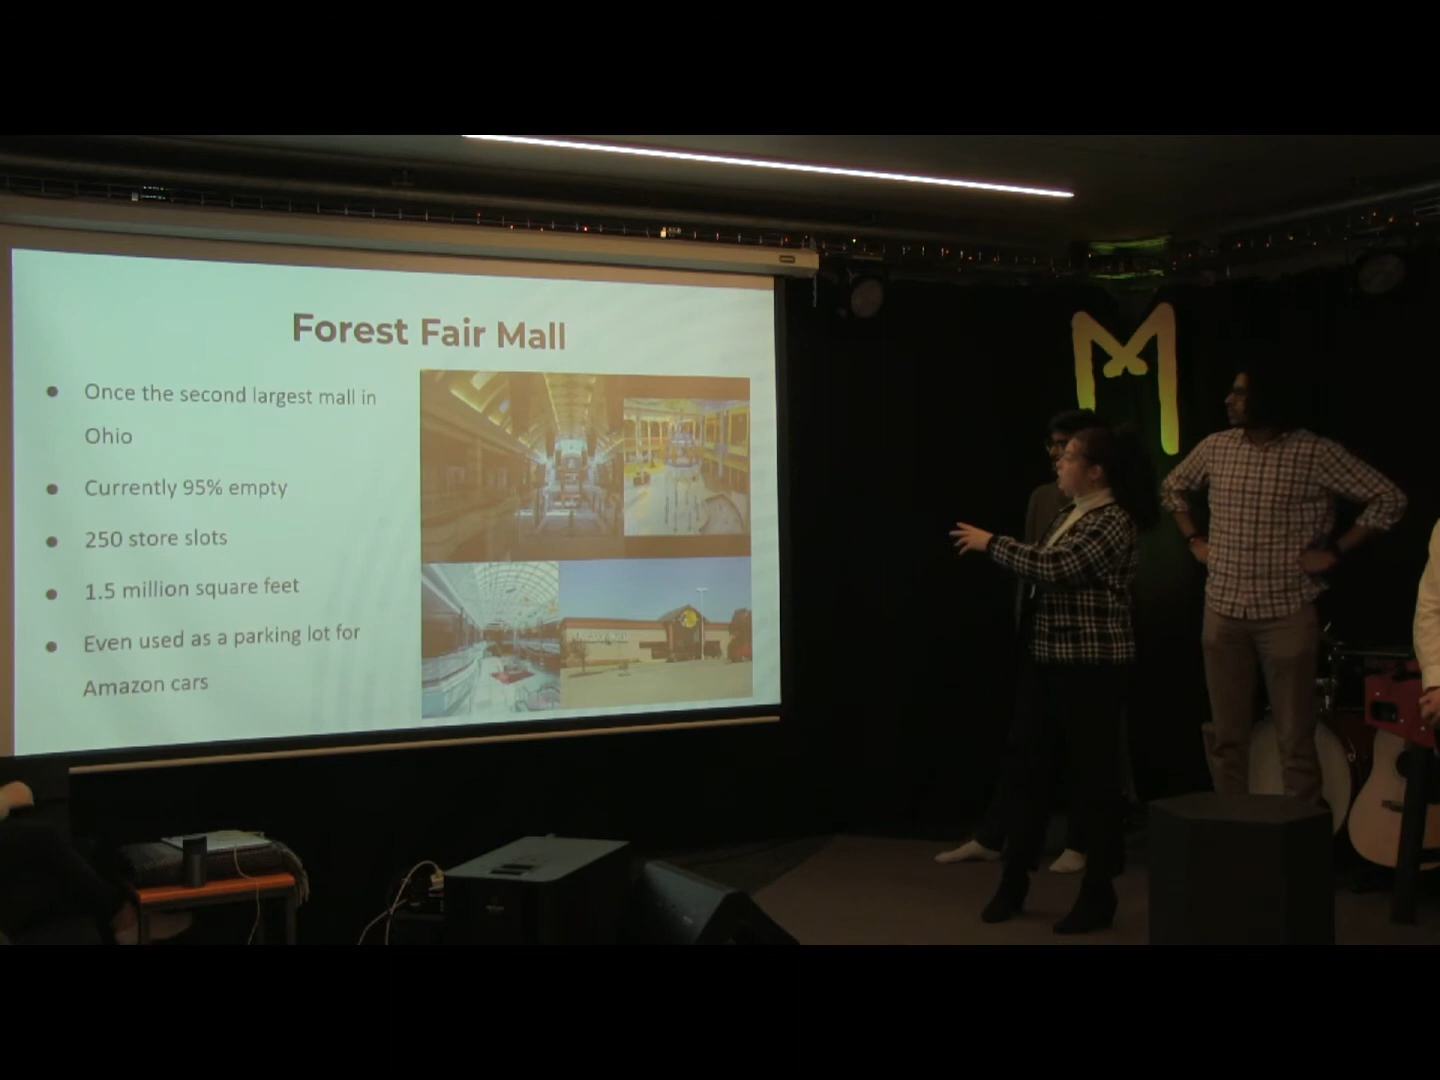 Forest Fair Mall
● Once the second largest mall in
Ohio
● Currently 95% empty
● 250 store slots
● 1.5 million square feet
● Even used as a parking lot for
Amazon cars
M